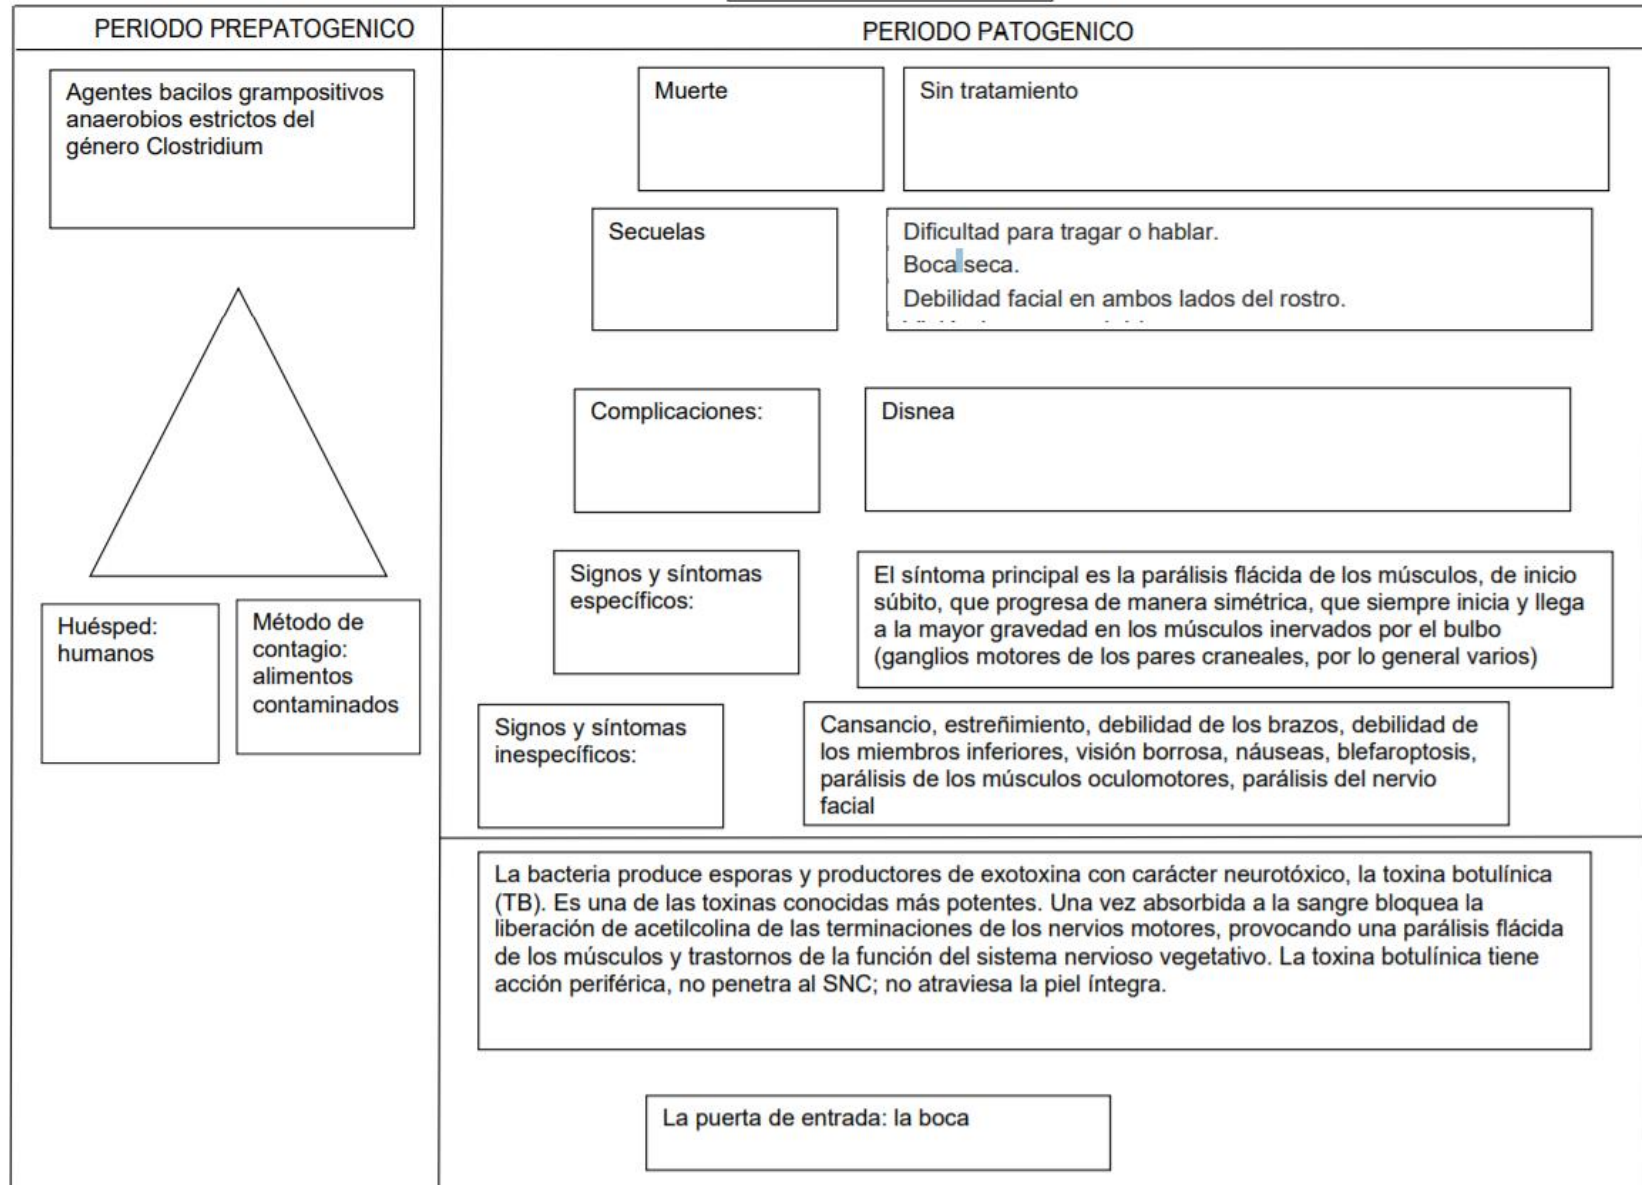 PERIODO PREPATOGENICO
PERIODO PATOGENICO
Agentes bacilos grampositivos
anaerobios estrictos del
género Clostridium
Huésped:
humanos
Método de
contagio:
alimentos
contaminados
Muerte
Sin tratamiento
Secuelas
Dificultad para tragar o hablar.
Boca seca.
Debilidad facial en ambos lados del rostro.
Complicaciones:
Disnea
Signos y síntomas
específicos:
El síntoma principal es la parálisis flácida de los músculos, de inicio
súbito, que progresa de manera simétrica, que siempre inicia y llega
a la mayor gravedad en los músculos inervados por el bulbo
(ganglios motores de los pares craneales, por lo general varios)
Signos y síntomas
inespecíficos:
Cansancio, estreñimiento, debilidad de los brazos, debilidad de
los miembros inferiores, visión borrosa, náuseas, blefaroptosis,
parálisis de los músculos oculomotores, parálisis del nervio
facial
La bacteria produce esporas y productores de exotoxina con carácter neurotóxico, la toxina botulínica
(TB). Es una de las toxinas conocidas más potentes. Una vez absorbida a la sangre bloquea la
liberación de acetilcolina de las terminaciones de los nervios motores, provocando una parálisis flácida
de los músculos y trastornos de la función del sistema nervioso vegetativo. La toxina botulínica tiene
acción periférica, no penetra al SNC; no atraviesa la piel íntegra.
La puerta de entrada: la boca